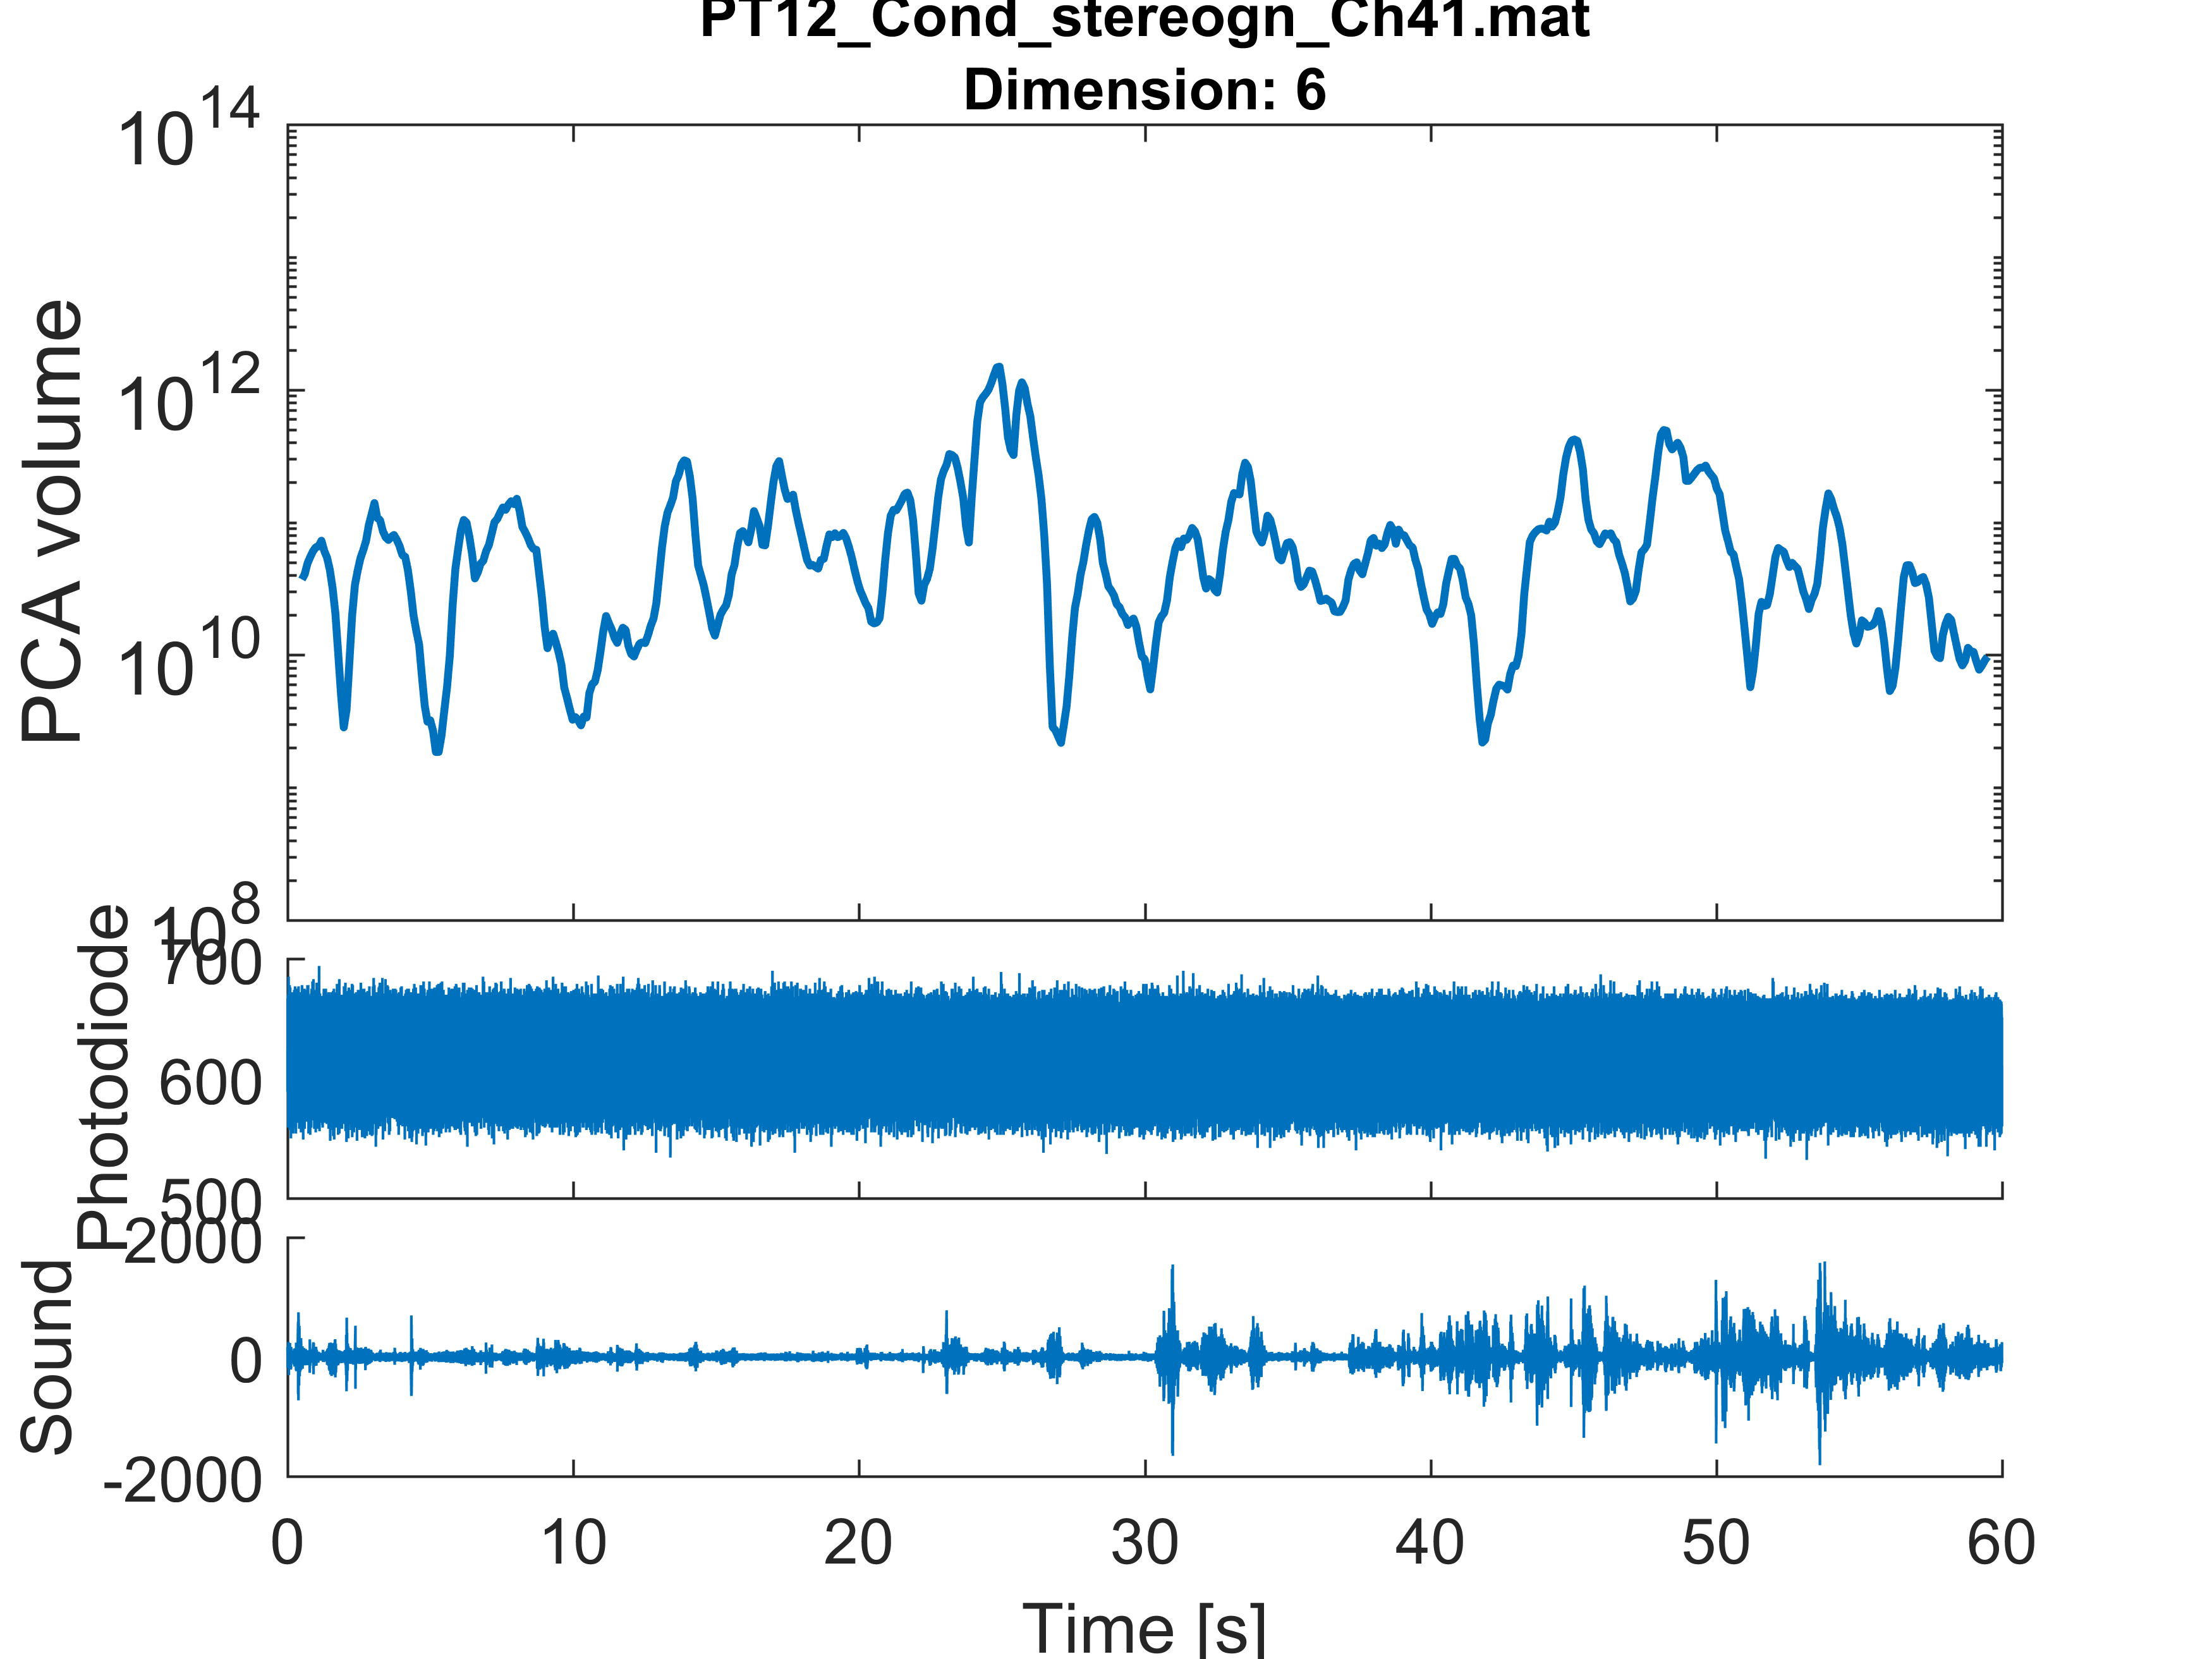 PT12_Cond_stereogn_Ch41.mat
Dimension: 6
PCA volume
10^14
10^12
10^10
10^8
Photodiode
700
600
500
Sound
2000
0
-2000
0 10 20 30 40 50 60
Time [s]